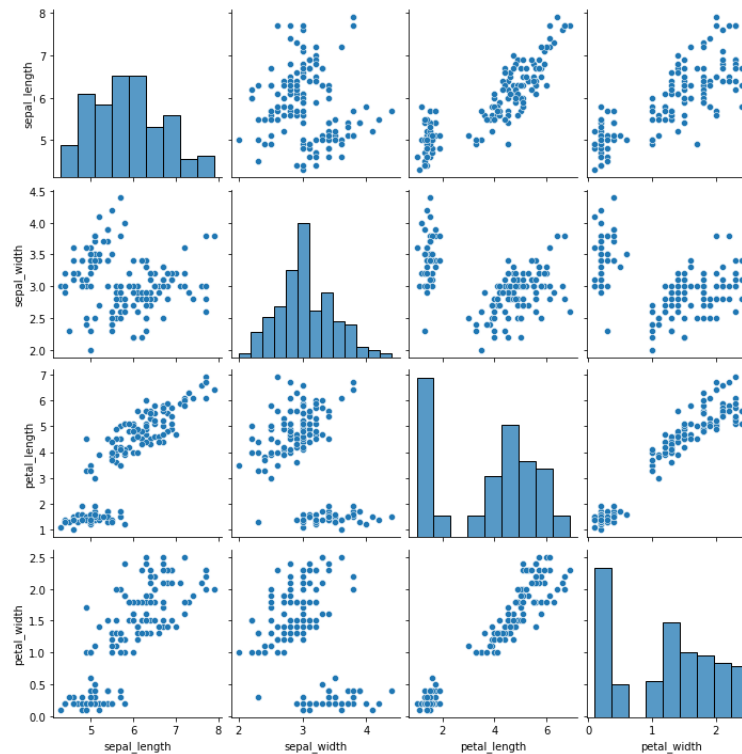 8
7
6
5
sepal_length
4.5
4.0
3.5
3.0
2.5
2.0
sepal_width
7
6
5
4
3
2
1
petal_length
2.5
2.0
1.5
1.0
0.5
0.0
petal_width
5 6 7 8
2 3 4
2 4 6
0 1 2
sepal_length sepal_width petal_length petal_width